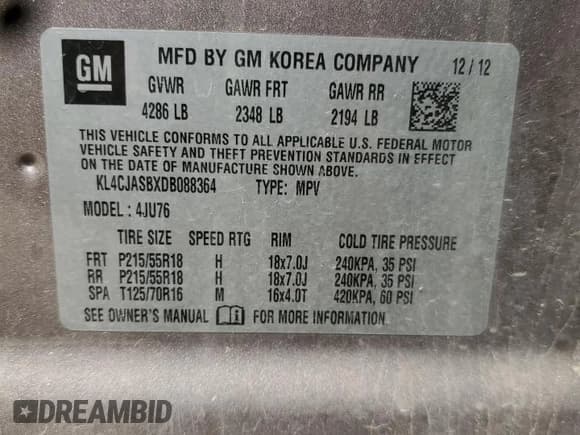 GM
MFD BY GM KOREA COMPANY 12/12
GVWR GAWR FRT GAWR RR
4286 LB 2348 LB 2194 LB
THIS VEHICLE CONFORMS TO ALL APPLICABLE U.S. FEDERAL MOTOR
VEHICLE SAFETY AND THEFT PREVENTION STANDARDS IN EFFECT
ON THE DATE OF MANUFACTURE SHOWN ABOVE.
KL4CJASBXDB088364 TYPE: MPV
MODEL: 4JU76
TIRE SIZE SPEED RTG RIM COLD TIRE PRESSURE
FRT P215/55R18 H 18x7.0J 240KPA, 35 PSI
RR P215/55R18 H 18x7.0J 240KPA, 35 PSI
SPA T125/70R16 M 16x4.0T 420KPA, 60 PSI
SEE OWNER'S MANUAL FOR MORE INFORMATION
DREAMBID